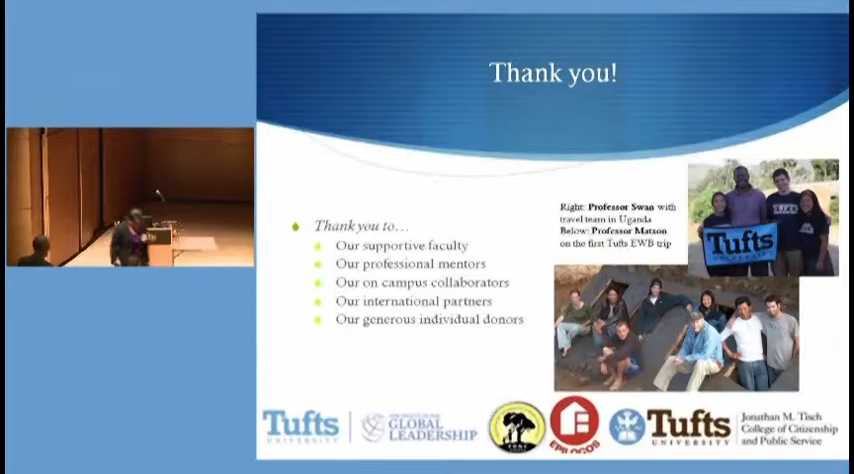 Thank you!
Thank you to…
Our supportive faculty
Our professional mentors
Our on campus collaborators
Our international partners
Our generous individual donors
Right: Professor Swan with
travel team in Uganda
Below: Professor Matson
on the first Tufts EWB trip
Tufts
UNIVERSITY
Tufts
UNIVERSITY
GLOBAL
LEADERSHIP
EPILOGOS
Tufts
UNIVERSITY
Jonathan M. Tisch
College of Citizenship
and Public Service